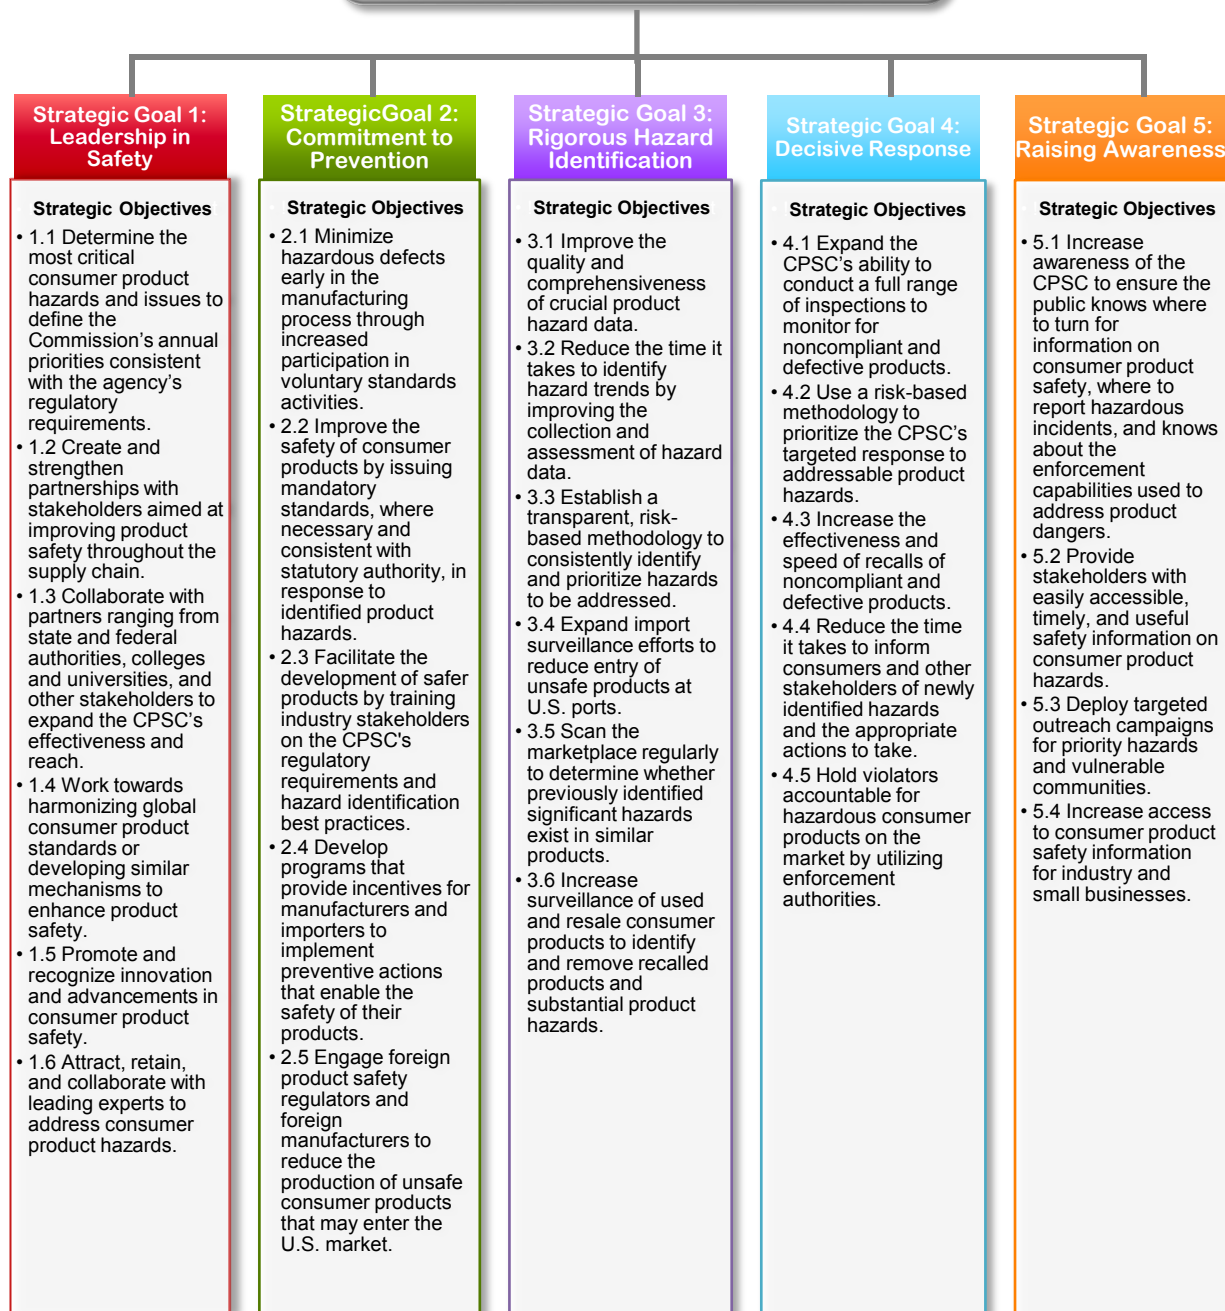 Strategic Goal 1:
Leadership in
Safety
Strategic Objectives
• 1.1 Determine the
most critical
consumer product
hazards and issues to
define the
Commission’s annual
priorities consistent
with the agency’s
regulatory
requirements.
• 1.2 Create and
strengthen
partnerships with
stakeholders aimed at
improving product
safety throughout the
supply chain.
• 1.3 Collaborate with
partners ranging from
state and federal
authorities, colleges
and universities, and
other stakeholders to
expand the CPSC’s
effectiveness and
reach.
• 1.4 Work towards
harmonizing global
consumer product
standards or
developing similar
mechanisms to
enhance product
safety.
• 1.5 Promote and
recognize innovation
and advancements in
consumer product
safety.
• 1.6 Attract, retain,
and collaborate with
leading experts to
address consumer
product hazards.
StrategicGoal 2:
Commitment to
Prevention
Strategic Objectives
• 2.1 Minimize
hazardous defects
early in the
manufacturing
process through
increased
participation in
voluntary standards
activities.
• 2.2 Improve the
safety of consumer
products by issuing
mandatory
standards, where
necessary and
consistent with
statutory authority, in
response to
identified product
hazards.
• 2.3 Facilitate the
development of safer
products by training
industry stakeholders
on the CPSC's
regulatory
requirements and
hazard identification
best practices.
• 2.4 Develop
programs that
provide incentives for
manufacturers and
importers to
implement
preventive actions
that enable the
safety of their
products.
• 2.5 Engage foreign
product safety
regulators and
foreign
manufacturers to
reduce the
production of unsafe
consumer products
that may enter the
U.S. market.
Strategic Goal 3:
Rigorous Hazard
Identification
Strategic Objectives
• 3.1 Improve the
quality and
comprehensiveness
of crucial product
hazard data.
• 3.2 Reduce the time it
takes to identify
hazard trends by
improving the
collection and
assessment of hazard
data.
• 3.3 Establish a
transparent, risk-
based methodology to
consistently identify
and prioritize hazards
to be addressed.
• 3.4 Expand import
surveillance efforts to
reduce entry of
unsafe products at
U.S. ports.
• 3.5 Scan the
marketplace regularly
to determine whether
previously identified
significant hazards
exist in similar
products.
• 3.6 Increase
surveillance of used
and resale consumer
products to identify
and remove recalled
products and
substantial product
hazards.
Strategic Goal 4:
Decisive Response
Strategic Objectives
• 4.1 Expand the
CPSC’s ability to
conduct a full range
of inspections to
monitor for
noncompliant and
defective products.
• 4.2 Use a risk-based
methodology to
prioritize the CPSC’s
targeted response to
addressable product
hazards.
• 4.3 Increase the
effectiveness and
speed of recalls of
noncompliant and
defective products.
• 4.4 Reduce the time
it takes to inform
consumers and other
stakeholders of newly
identified hazards
and the appropriate
actions to take.
• 4.5 Hold violators
accountable for
hazardous consumer
products on the
market by utilizing
enforcement
authorities.
Strategjc Goal 5:
Raising Awareness
Strategic Objectives
• 5.1 Increase
awareness of the
CPSC to ensure the
public knows where
to turn for
information on
consumer product
safety, where to
report hazardous
incidents, and knows
about the
enforcement
capabilities used to
address product
dangers.
• 5.2 Provide
stakeholders with
easily accessible,
timely, and useful
safety information on
consumer product
hazards.
• 5.3 Deploy targeted
outreach campaigns
for priority hazards
and vulnerable
communities.
• 5.4 Increase access
to consumer product
safety information
for industry and
small businesses.